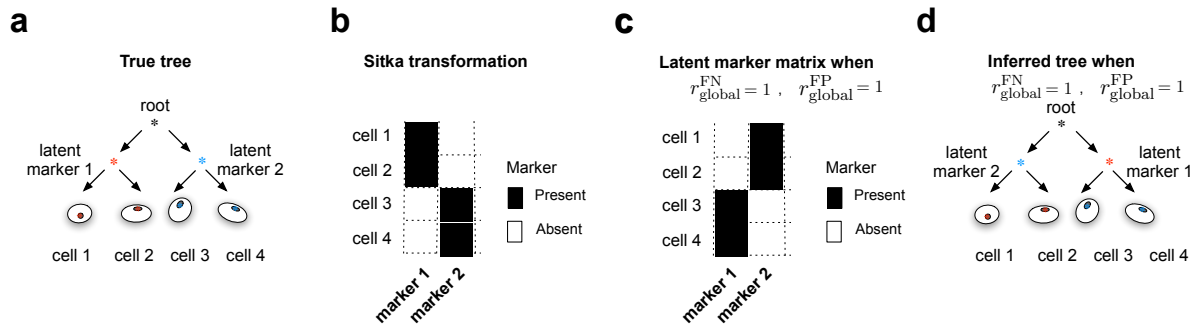 a
True tree
root
*
latent
marker 1
*
*
latent
marker 2
cell 1 cell 2 cell 3 cell 4
b
Sitka transformation
cell 1
cell 2
cell 3
cell 4
marker 1
marker 2
Marker
Present
Absent
c
Latent marker matrix when
r^FN_global = 1 , r^FP_global = 1
cell 1
cell 2
cell 3
cell 4
marker 1
marker 2
Marker
Present
Absent
d
Inferred tree when
r^FN_global = 1 , r^FP_global = 1
root
*
latent
marker 2
*
*
latent
marker 1
cell 1 cell 2 cell 3 cell 4